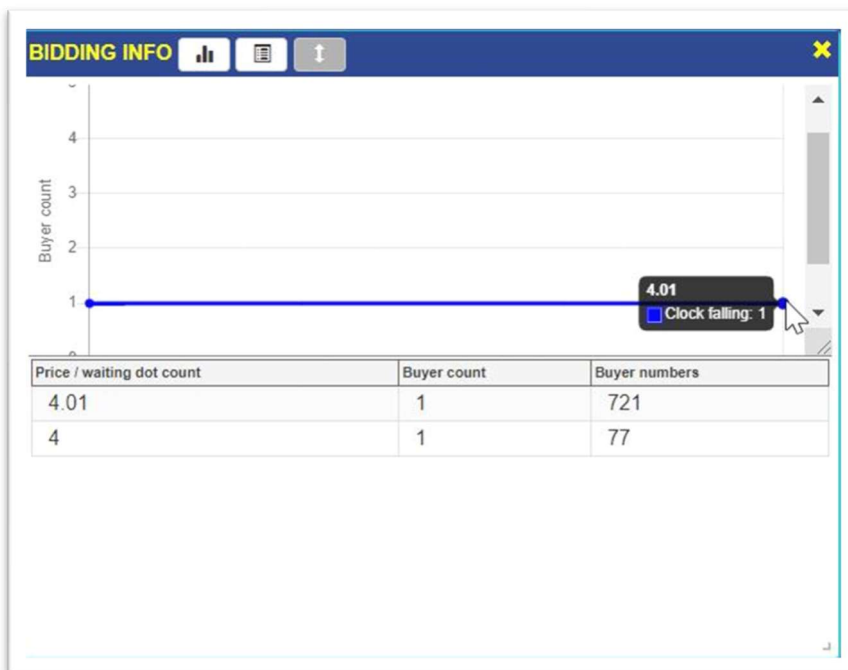 BIDDING INFO
4
3
2
1
Buyer count
4.01
Clock falling: 1
Price / waiting dot count Buyer count Buyer numbers
4.01 1 721
4 1 77